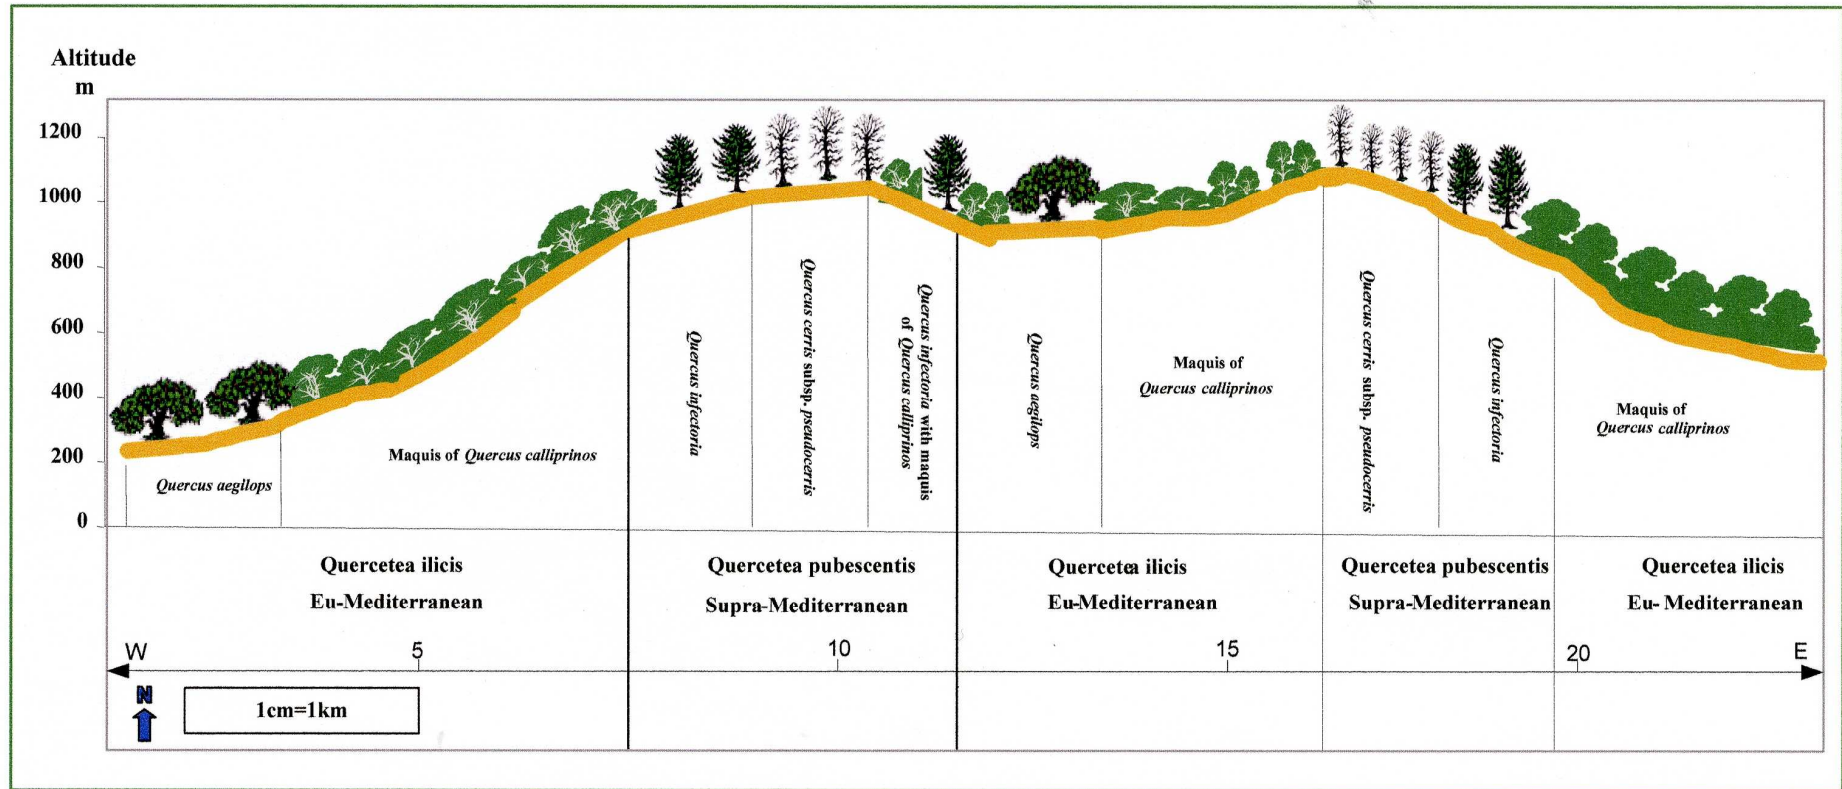 Altitude
m
1200
1000
800
600
400
200
0
Quercus aegilops
Maquis of Quercus calliprinos
Quercus infectoria
Quercus cerris subsp. pseudocerris
Quercus infectoria with maquis
of Quercus calliprinos
Quercus aegilops
Maquis of
Quercus calliprinos
Quercus cerris subsp. pseudocerris
Quercus infectoria
Maquis of
Quercus calliprinos
Quercetea ilicis
Eu-Mediterranean
Quercetea pubescentis
Supra-Mediterranean
Quercetea ilicis
Eu-Mediterranean
Quercetea pubescentis
Supra-Mediterranean
Quercetea ilicis
Eu- Mediterranean
W 5 10 15 20 E
N
1cm=1km